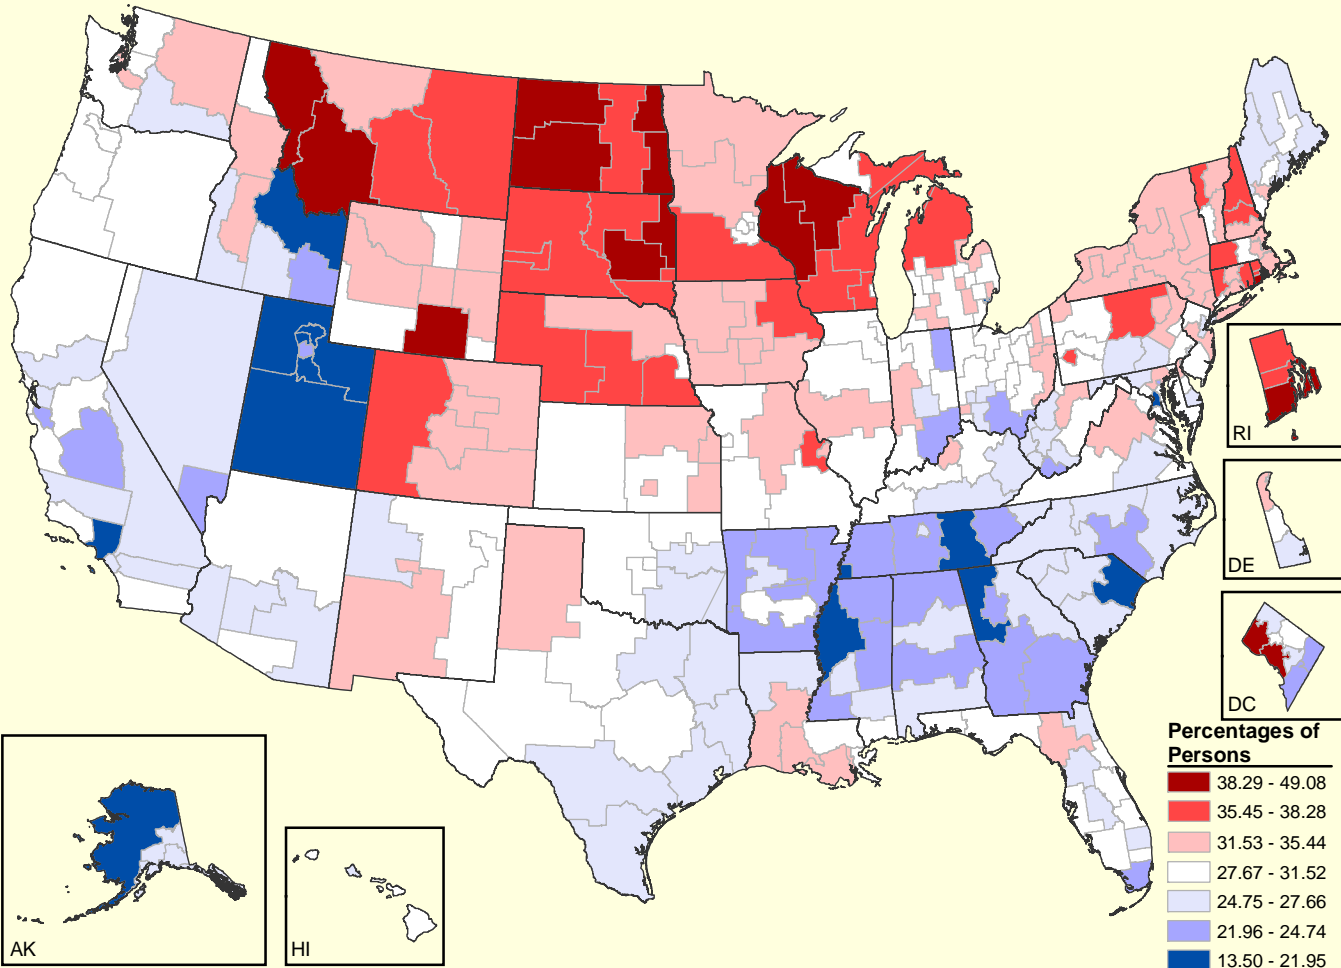 RI
DE
DC
AK
HI
Percentages of
Persons
38.29 - 49.08
35.45 - 38.28
31.53 - 35.44
27.67 - 31.52
24.75 - 27.66
21.96 - 24.74
13.50 - 21.95